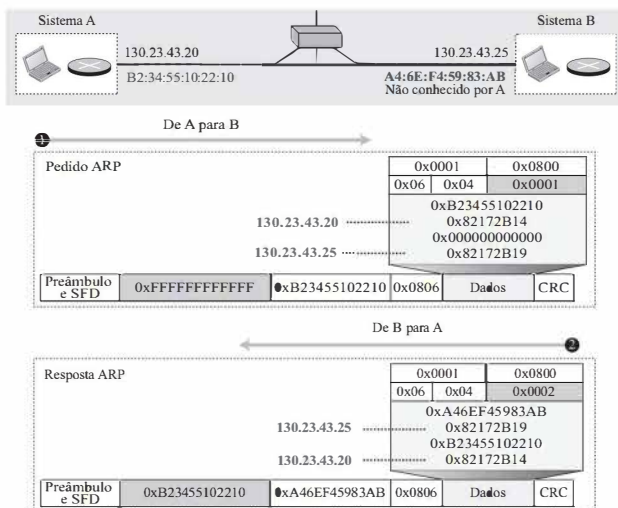 Sistema A
Sistema B
130.23.43.20
130.23.43.25
B2:34:55:10:22:10
A4:6E:F4:59:83:AB
Não conhecido por A
1
De A para B
Pedido ARP
0x0001 0x0800
0x06 0x04 0x0001
0xB23455102210
130.23.43.20 0x82172B14
0x000000000000
130.23.43.25 0x82172B19
Preâmbulo e SFD 0xFFFFFFFFFFFF 0xB23455102210 0x0806 Dados CRC
De B para A
2
Resposta ARP
0x0001 0x0800
0x06 0x04 0x0002
0xA46EF45983AB
130.23.43.25 0x82172B19
0xB23455102210
130.23.43.20 0x82172B14
Preâmbulo e SFD 0xB23455102210 0xA46EF45983AB 0x0806 Dados CRC